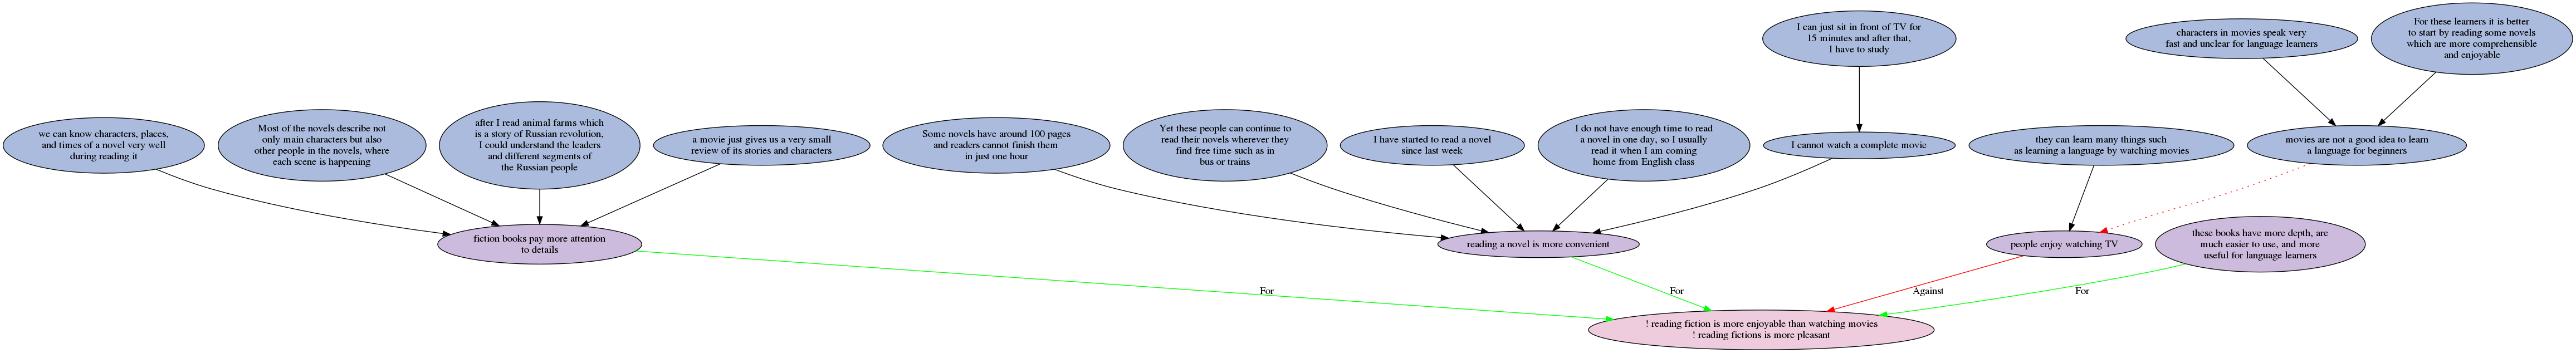 I can just sit in front of TV for
15 minutes and after that,
I have to study
characters in movies speak very
fast and unclear for language learners
For these learners it is better
to start by reading some novels
which are more comprehensible
and enjoyable
we can know characters, places,
and times of a novel very well
during reading it
Most of the novels describe not
only main characters but also
other people in the novels, where
each scene is happening
after I read animal farms which
is a story of Russian revolution,
I could understand the leaders
and different segments of
the Russian people
a movie just gives us a very small
review of its stories and characters
Some novels have around 100 pages
and readers cannot finish them
in just one hour
Yet these people can continue to
read their novels wherever they
find free time such as in
bus or trains
I have started to read a novel
since last week
I do not have enough time to read
a novel in one day, so I usually
read it when I am coming
home from English class
I cannot watch a complete movie
they can learn many things such
as learning a language by watching movies
movies are not a good idea to learn
a language for beginners
fiction books pay more attention
to details
reading a novel is more convenient
people enjoy watching TV
these books have more depth, are
much easier to use, and more
useful for language learners
For
For
Against
For
! reading fiction is more enjoyable than watching movies
! reading fictions is more pleasant